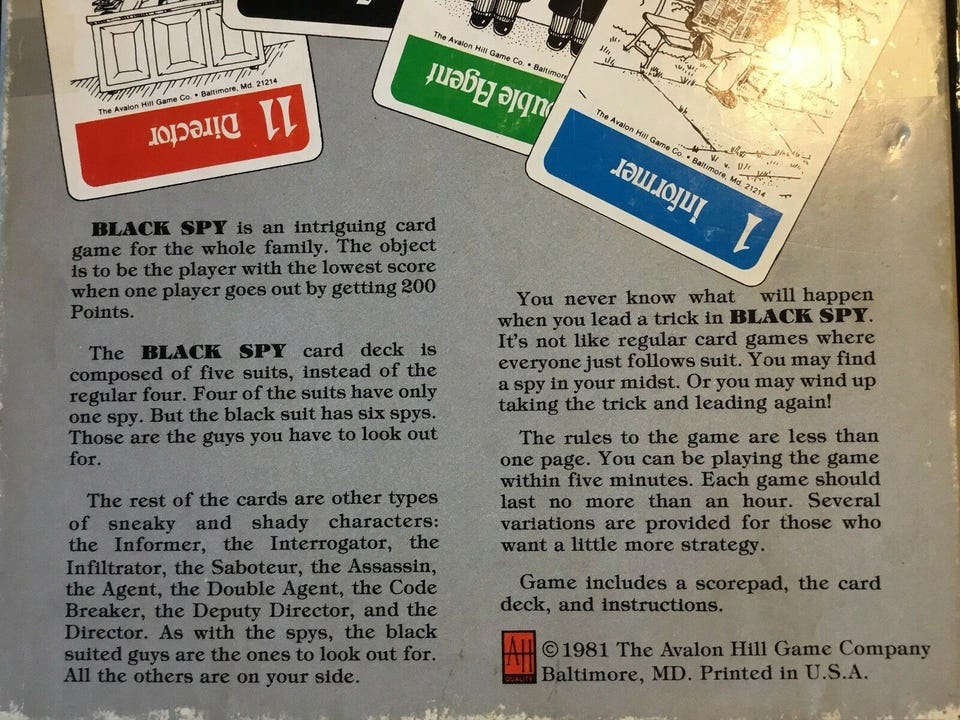 The Avalon Hill Game Co. • Baltimore, Md. 21214
11 Director
The Avalon Hill Game Co. • Baltimore
uble Agent
The Avalon Hill Game Co. • Baltimore, Md. 21214
1 Informer
BLACK SPY is an intriguing card
game for the whole family. The object
is to be the player with the lowest score
when one player goes out by getting 200
Points.
The BLACK SPY card deck is
composed of five suits, instead of the
regular four. Four of the suits have only
one spy. But the black suit has six spys.
Those are the guys you have to look out
for.
The rest of the cards are other types
of sneaky and shady characters:
the Informer, the Interrogator, the
Infiltrator, the Saboteur, the Assassin,
the Agent, the Double Agent, the Code
Breaker, the Deputy Director, and the
Director. As with the spys, the black
suited guys are the ones to look out for.
All the others are on your side.
You never know what will happen
when you lead a trick in BLACK SPY.
It's not like regular card games where
everyone just follows suit. You may find
a spy in your midst. Or you may wind up
taking the trick and leading again!
The rules to the game are less than
one page. You can be playing the game
within five minutes. Each game should
last no more than an hour. Several
variations are provided for those who
want a little more strategy.
Game includes a scorepad, the card
deck, and instructions.
AH
QUALITY
©1981 The Avalon Hill Game Company
Baltimore, MD. Printed in U.S.A.